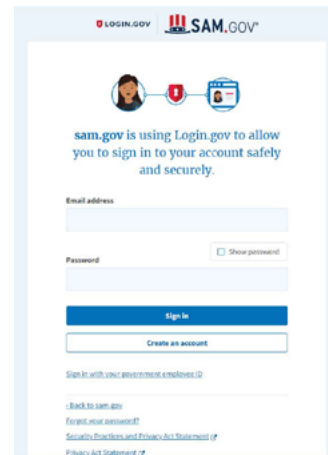 LOGIN.GOV SAM.GOV®
sam.gov is using Login.gov to allow
you to sign in to your account safely
and securely.
Email address
Show password
Password
Sign in
Create an account
Sign in with your government employee ID
‹ Back to sam.gov
Forgot your password?
Security Practices and Privacy Act Statement
Privacy Act Statement